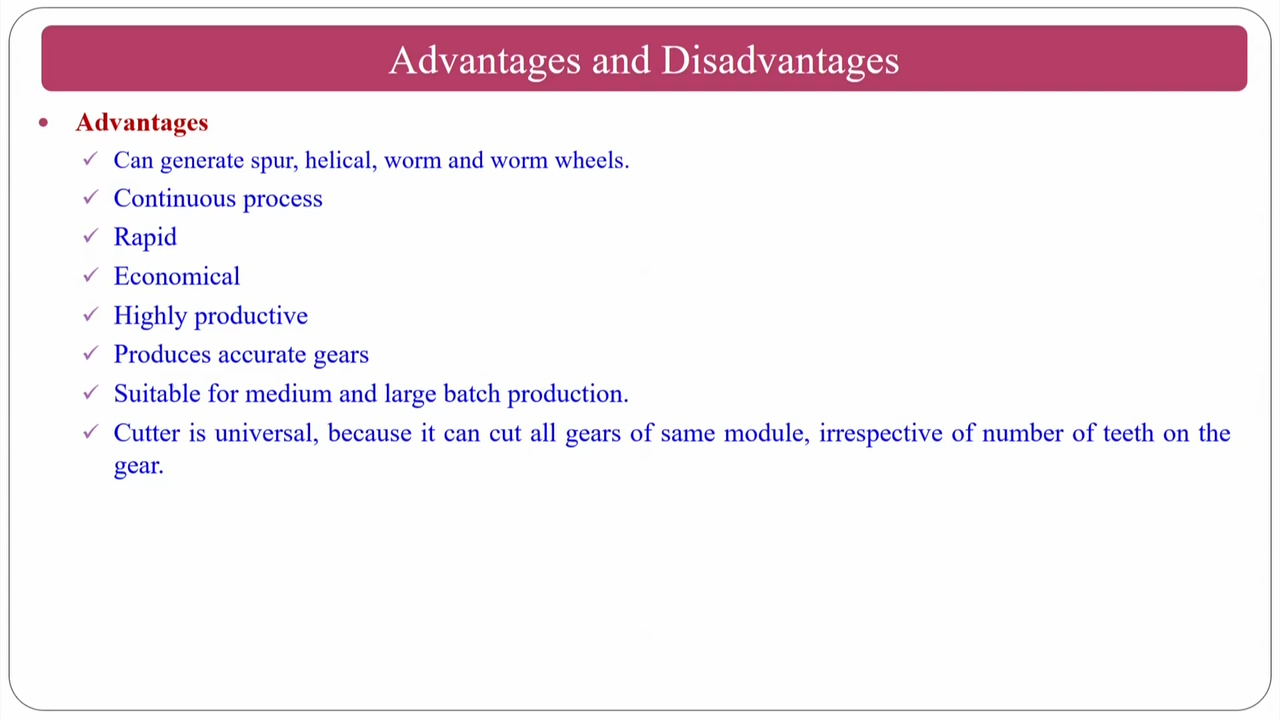 Advantages and Disadvantages
• Advantages
✓ Can generate spur, helical, worm and worm wheels.
✓ Continuous process
✓ Rapid
✓ Economical
✓ Highly productive
✓ Produces accurate gears
✓ Suitable for medium and large batch production.
✓ Cutter is universal, because it can cut all gears of same module, irrespective of number of teeth on the
gear.